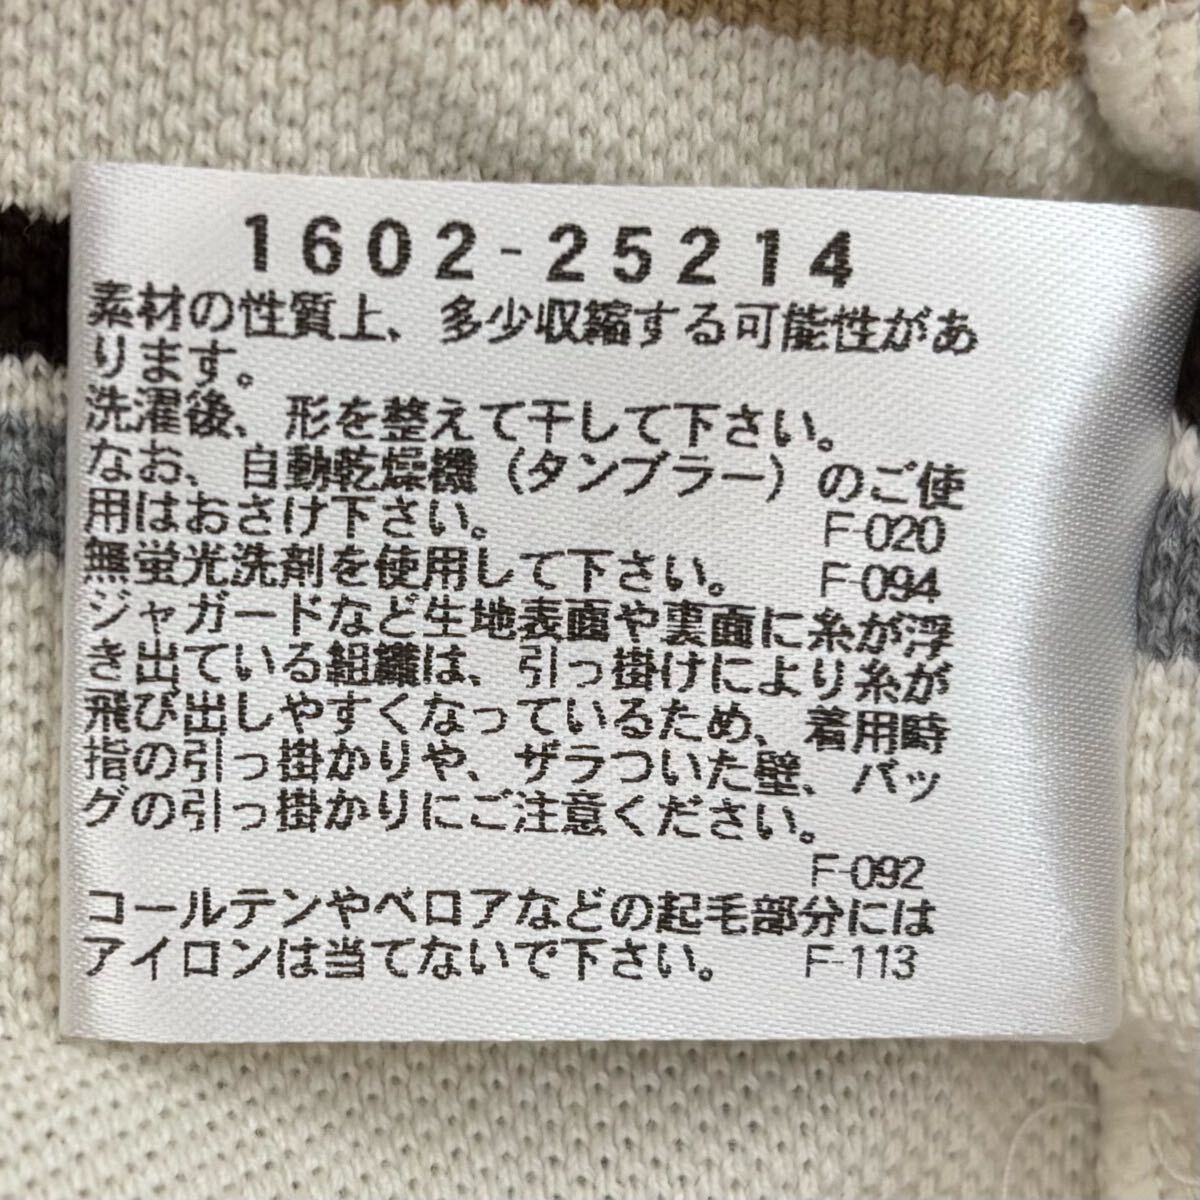 1602-25214
素材の性質上、多少収縮する可能性があ
ります。
洗濯後、形を整えて干して下さい。
なお、自動乾燥機（タンブラー）のご使
用はおさけ下さい。 F-020
無蛍光洗剤を使用して下さい。 F-094
ジャガードなど生地表面や裏面に糸が浮
き出ている組織は、引っ掛けにより糸が
飛び出しやすくなっているため、着用時
指の引っ掛かりや、ザラついた壁、バッ
グの引っ掛かりにご注意ください。
F-092
コールテンやベロアなどの起毛部分には
アイロンは当てないで下さい。 F-113